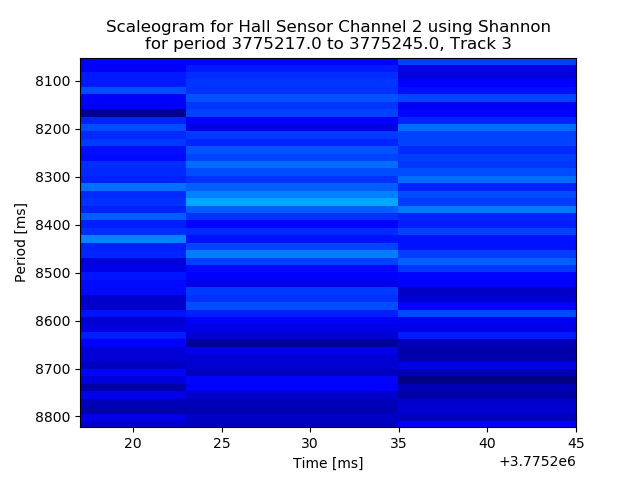 Scaleogram for Hall Sensor Channel 2 using Shannon
for period 3775217.0 to 3775245.0, Track 3
Period [ms]
8100
8200
8300
8400
8500
8600
8700
8800
20 25 30 35 40 45
Time [ms]
+3.7752e6